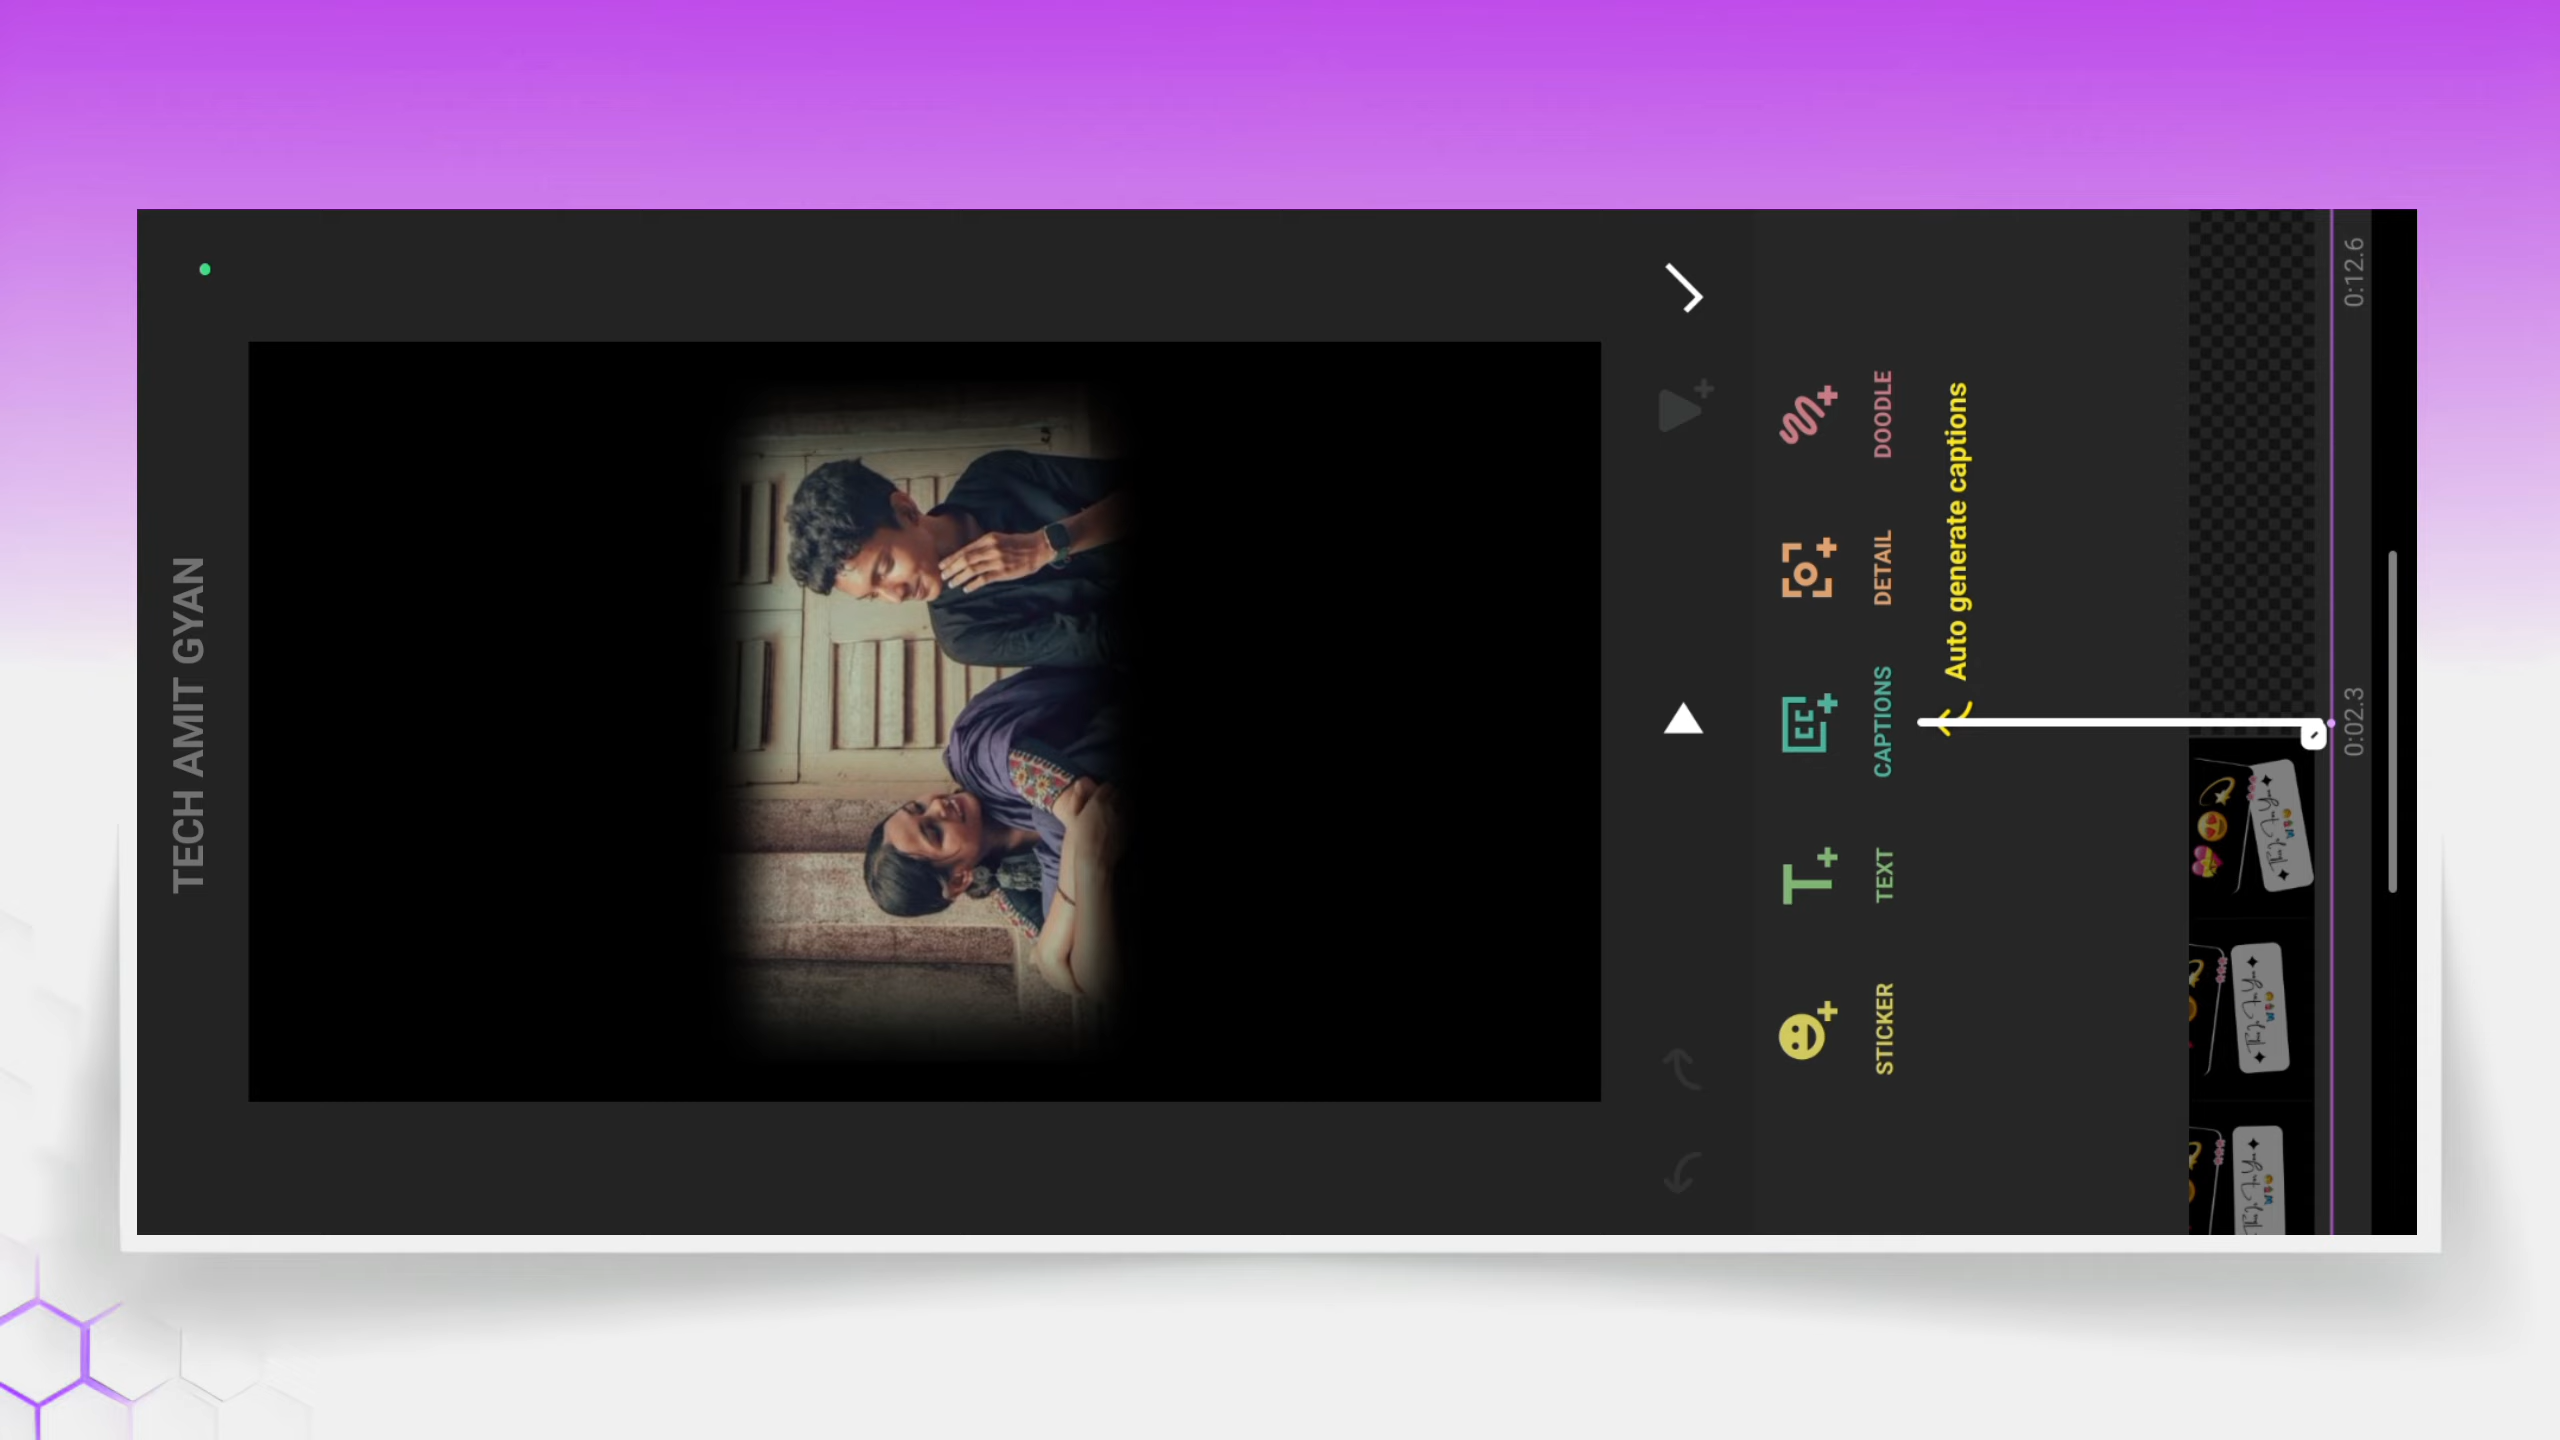 TECH AMIT GYAN
STICKER
TEXT
CAPTIONS
DETAIL
DOODLE
Auto generate captions
0:02.3
0:12.6